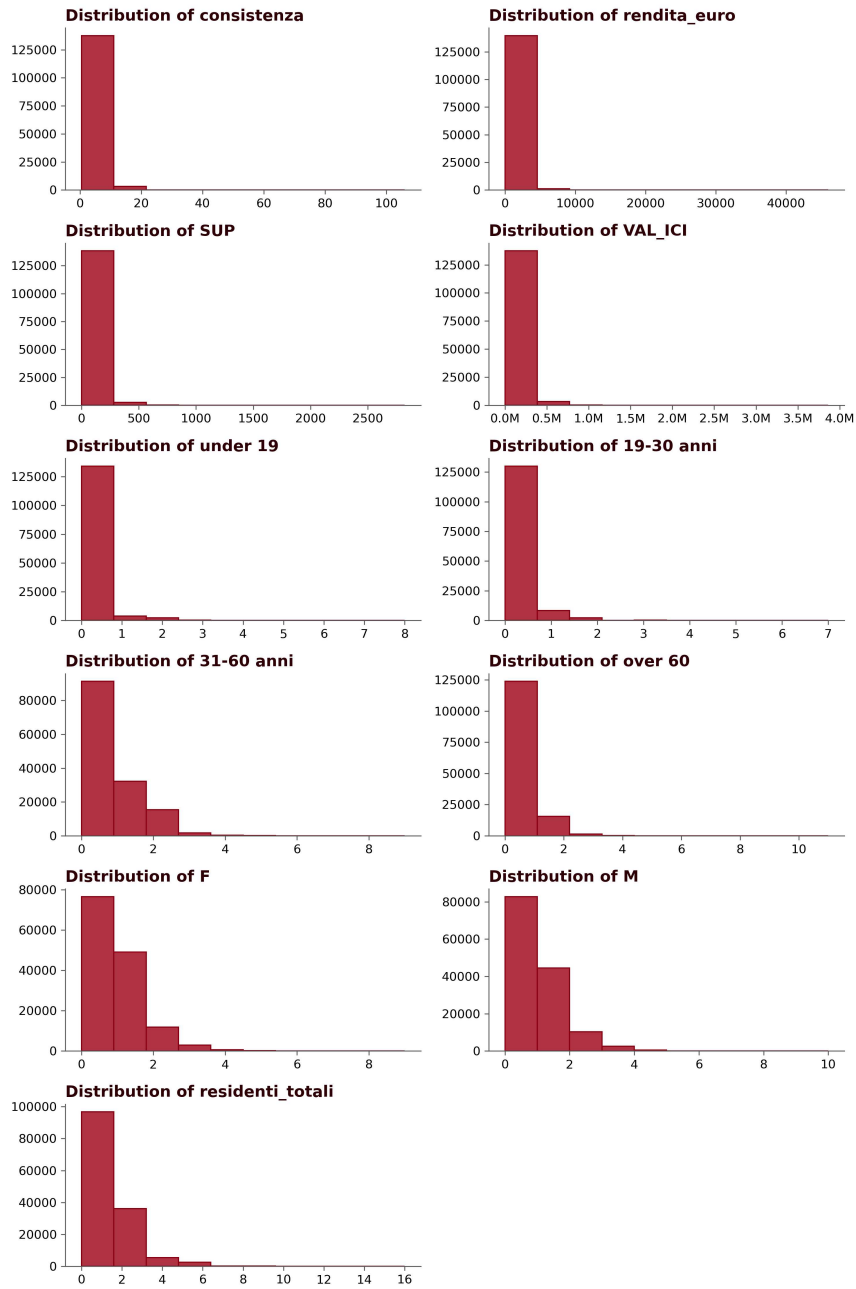 Distribution of consistenza
125000
100000
75000
50000
25000
0
0 20 40 60 80 100
Distribution of rendita_euro
125000
100000
75000
50000
25000
0
0 10000 20000 30000 40000
Distribution of SUP
125000
100000
75000
50000
25000
0
0 500 1000 1500 2000 2500
Distribution of VAL_ICI
125000
100000
75000
50000
25000
0
0.0M 0.5M 1.0M 1.5M 2.0M 2.5M 3.0M 3.5M 4.0M
Distribution of under 19
125000
100000
75000
50000
25000
0
0 1 2 3 4 5 6 7 8
Distribution of 19-30 anni
125000
100000
75000
50000
25000
0
0 1 2 3 4 5 6 7
Distribution of 31-60 anni
80000
60000
40000
20000
0
0 2 4 6 8
Distribution of over 60
125000
100000
75000
50000
25000
0
0 2 4 6 8 10
Distribution of F
80000
60000
40000
20000
0
0 2 4 6 8
Distribution of M
80000
60000
40000
20000
0
0 2 4 6 8 10
Distribution of residenti_totali
100000
80000
60000
40000
20000
0
0 2 4 6 8 10 12 14 16